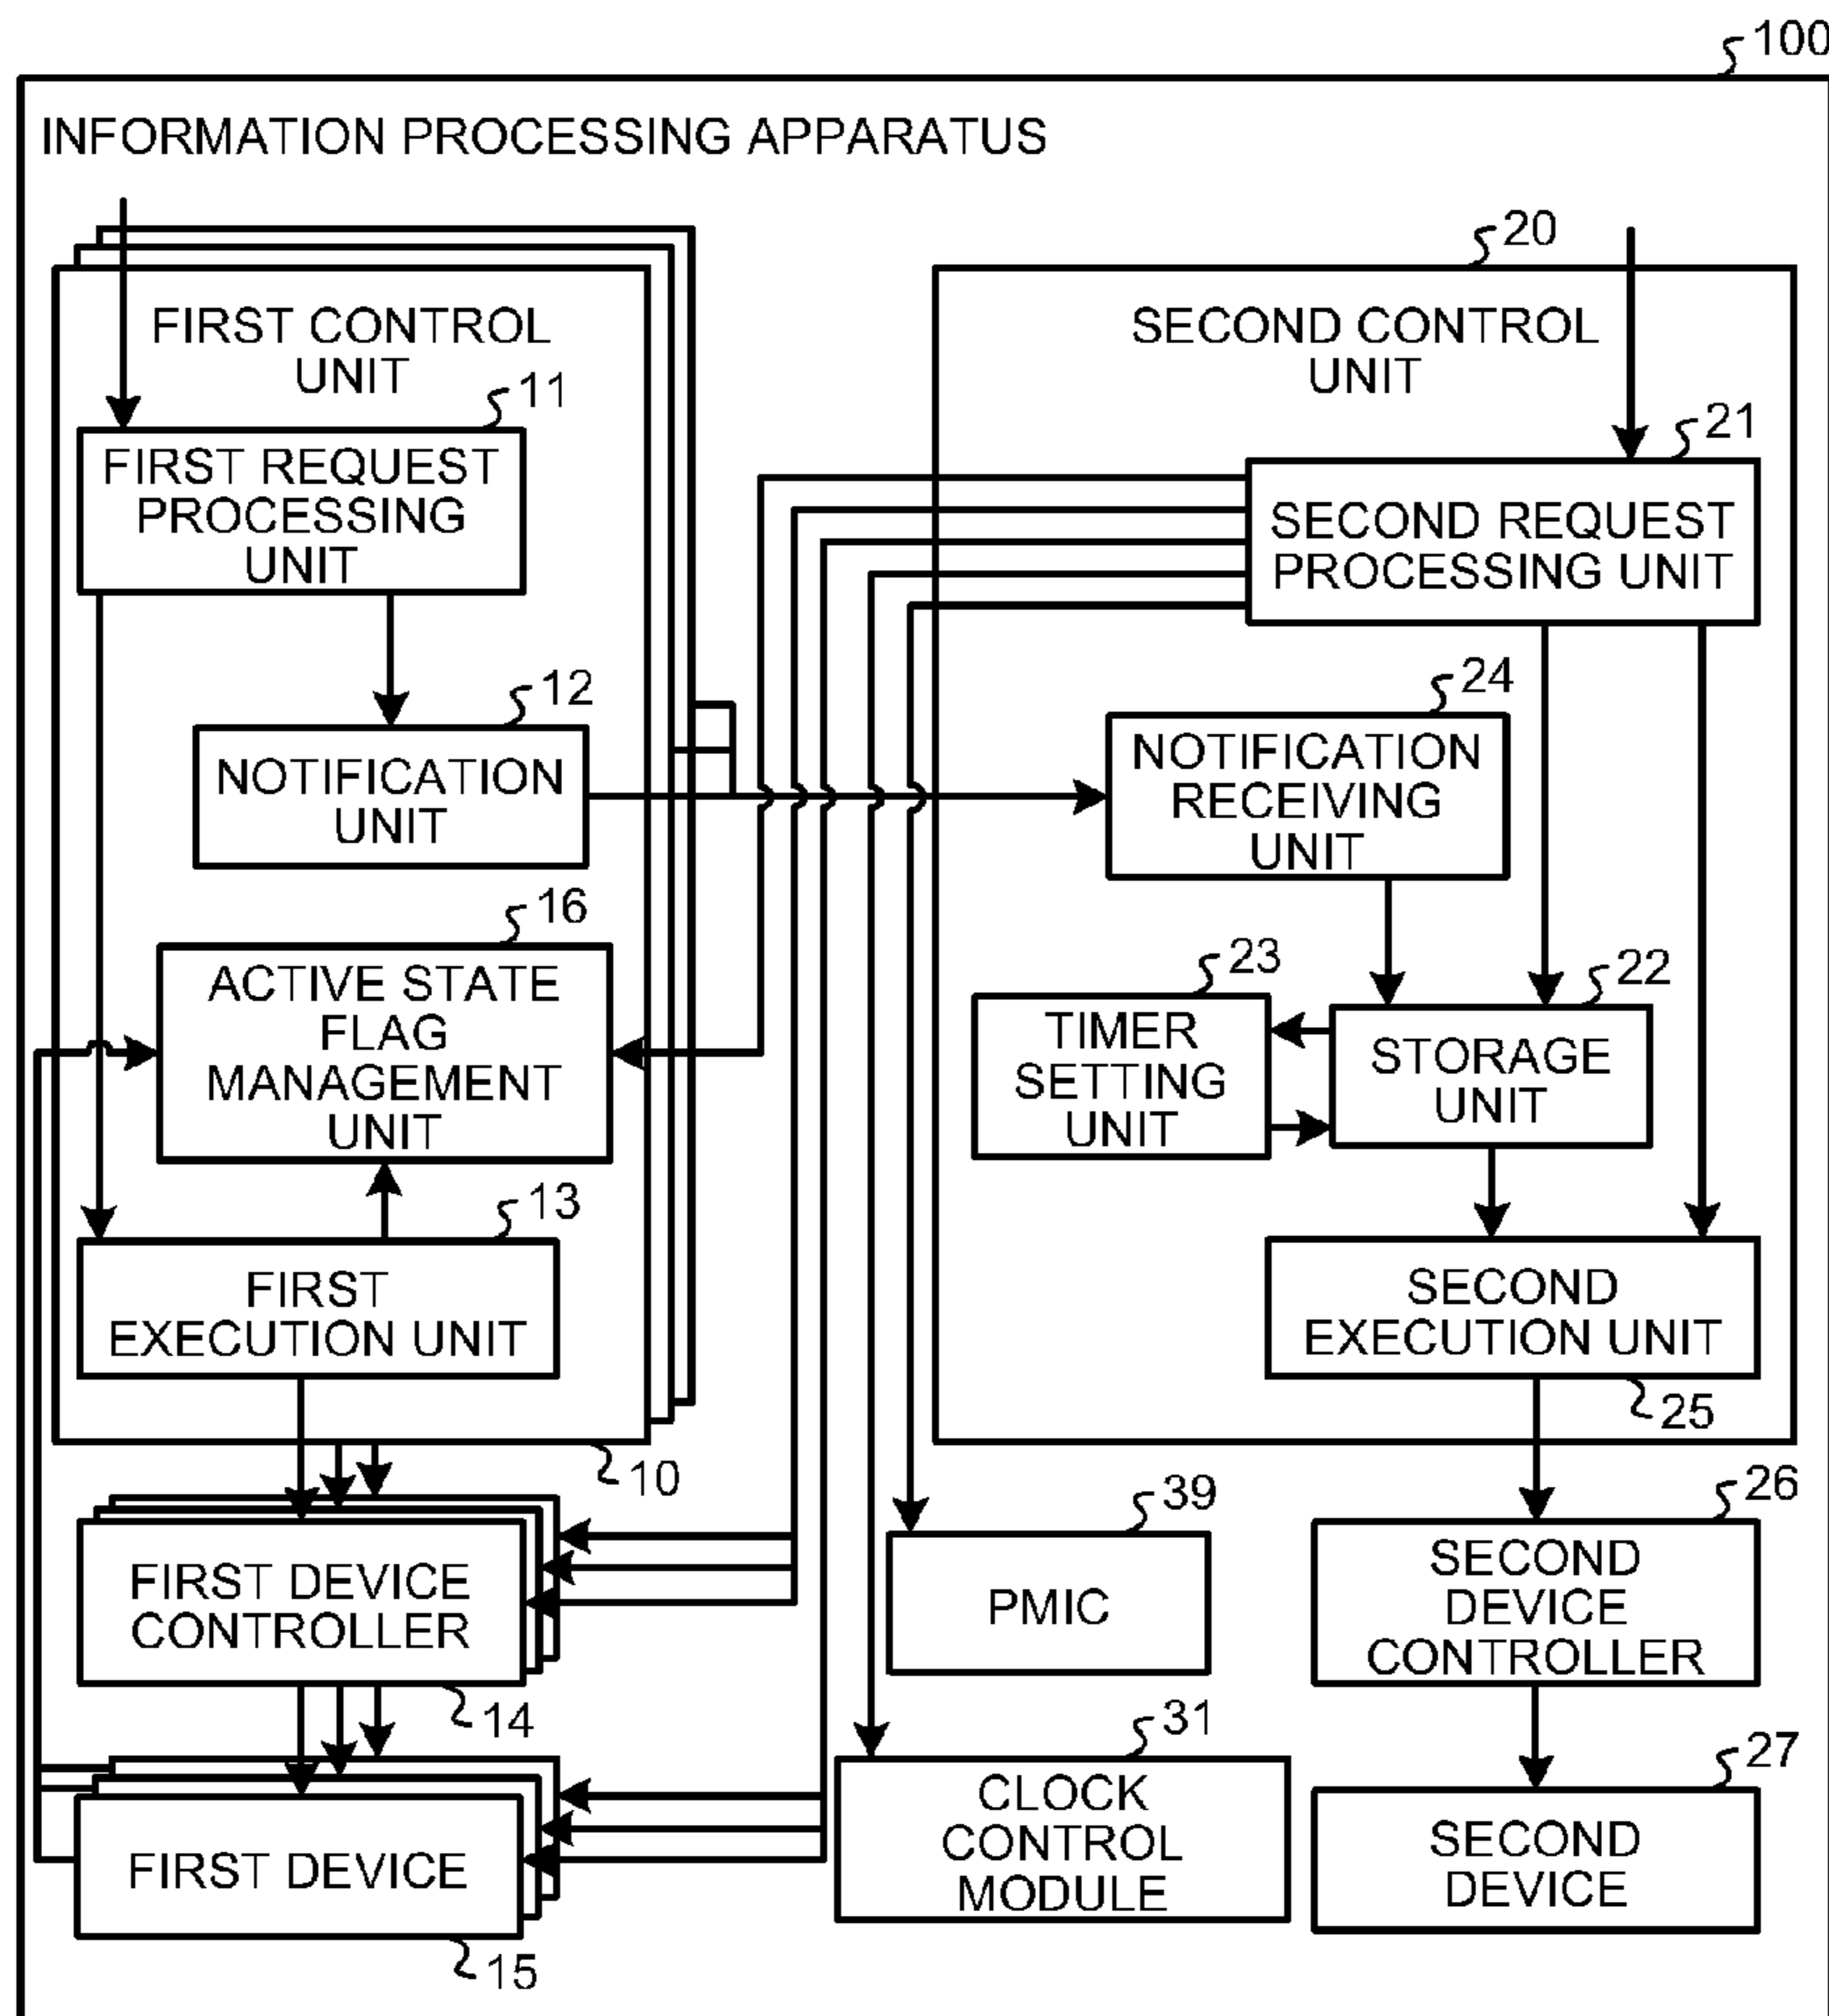 100
INFORMATION PROCESSING APPARATUS
FIRST CONTROL
UNIT
11
FIRST REQUEST
PROCESSING
UNIT
12
NOTIFICATION
UNIT
16
ACTIVE STATE
FLAG
MANAGEMENT
UNIT
13
FIRST
EXECUTION UNIT
10
FIRST DEVICE
CONTROLLER
14
FIRST DEVICE
15
20
SECOND CONTROL
UNIT
21
SECOND REQUEST
PROCESSING UNIT
24
NOTIFICATION
RECEIVING
UNIT
23
TIMER
SETTING
UNIT
22
STORAGE
UNIT
SECOND
EXECUTION UNIT
25
39
PMIC
26
SECOND
DEVICE
CONTROLLER
31
CLOCK
CONTROL
MODULE
27
SECOND
DEVICE